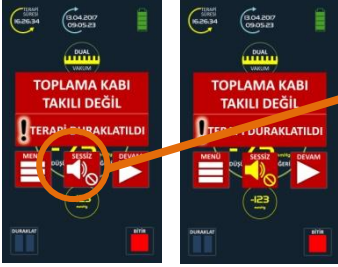 TERAPİ
SÜRESİ
16:26:34
13.04.2017
09:05:23
DUAL
VAKUM
TOPLAMA KABI
TAKILI DEĞİL
! TERAPİ DURAKLATILDI
MENÜ
SESSİZ
DEVAM
-123
mmHg
DURAKLAT
BİTİR
TERAPİ
SÜRESİ
16:26:34
13.04.2017
09:05:23
DUAL
VAKUM
TOPLAMA KABI
TAKILI DEĞİL
! TERAPİ DURAKLATILDI
MENÜ
SESSİZ
DEVAM
-123
mmHg
DURAKLAT
BİTİR